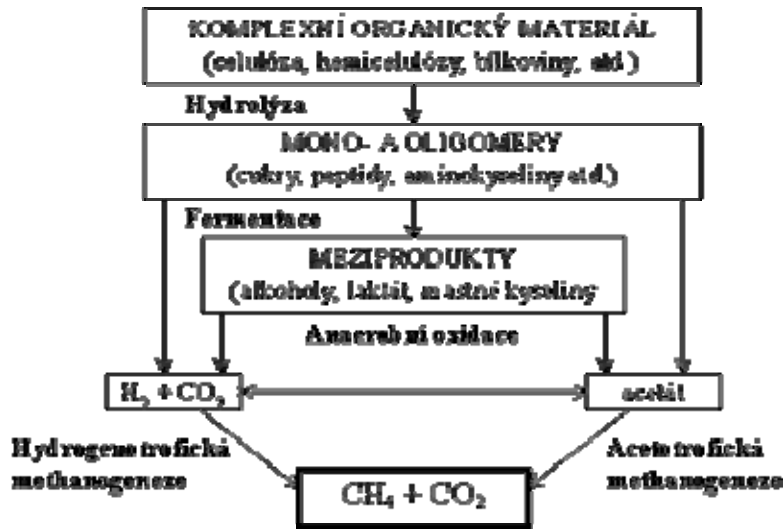 KOMPLEXNÍ ORGANICKÝ MATERIÁL
(celulóza, hemicelulózy, bílkoviny, atd.)
Hydrolýza
MONO- A OLIGOMERY
(cukry, peptidy, aminokyseliny atd.)
Fermentace
MEZIPRODUKTY
(alkoholy, laktát, mastné kyseliny
Anaerobní oxidace
H₂ + CO₂
acetát
Hydrogenotrofická
methanogeneze
Acetotrofická
methanogeneze
CH₄ + CO₂